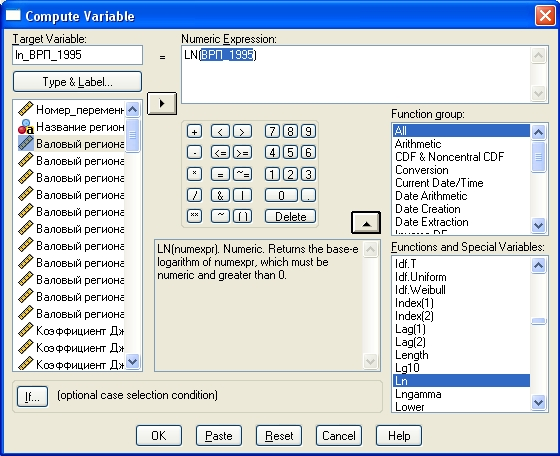 Compute Variable
Target Variable:
ln_ВРП_1995
=
Numeric Expression:
LN(ВРП_1995)
Type & Label...
Номер_переменн
Название регион
Валовый региона
Валовый региона
Валовый региона
Валовый региона
Валовый региона
Валовый региона
Валовый региона
Валовый региона
Валовый региона
Валовый региона
Валовый региона
Коэффициент Дж
Коэффициент Дж
Коэффициент Дж
+ < > 7 8 9
- <= >= 4 5 6
* = ~= 1 2 3
/ & | 0 .
** ~ ( ) Delete
LN(numexpr). Numeric. Returns the base-e
logarithm of numexpr, which must be
numeric and greater than 0.
Function group:
All
Arithmetic
CDF & Noncentral CDF
Conversion
Current Date/Time
Date Arithmetic
Date Creation
Date Extraction
Functions and Special Variables:
Idf.T
Idf.Uniform
Idf.Weibull
Index(1)
Index(2)
Lag(1)
Lag(2)
Length
Lg10
Ln
Lngamma
Lower
If...
(optional case selection condition)
OK
Paste
Reset
Cancel
Help